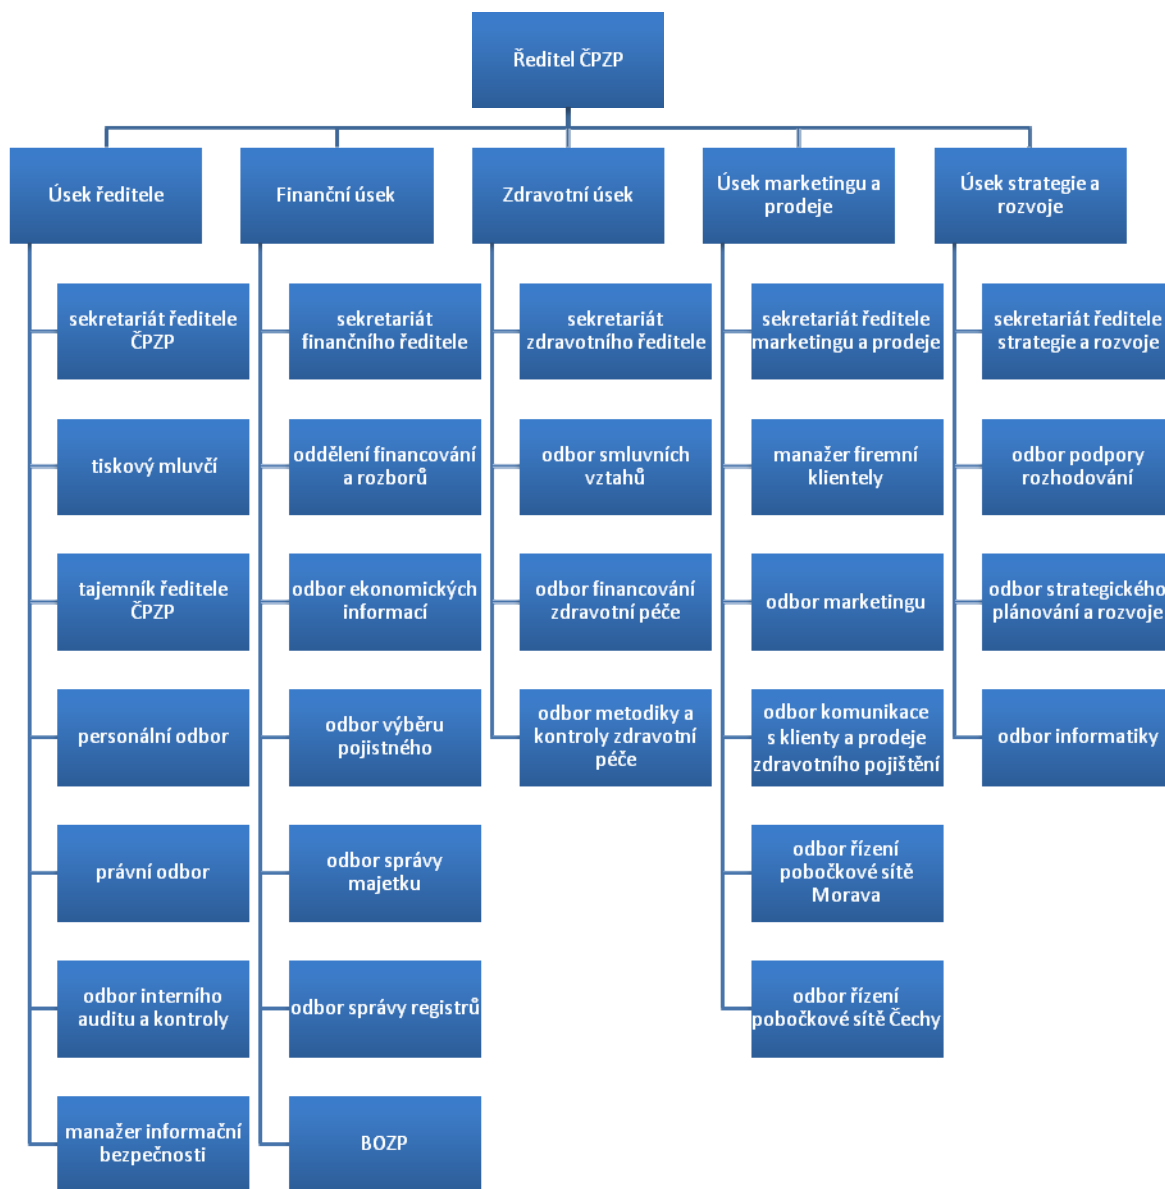 Ředitel ČPZP
Úsek ředitele
Finanční úsek
Zdravotní úsek
Úsek marketingu a
prodeje
Úsek strategie a
rozvoje
sekretariát ředitele
ČPZP
sekretariát
finančního ředitele
sekretariát
zdravotního ředitele
sekretariát ředitele
marketingu a prodeje
sekretariát ředitele
strategie a rozvoje
tiskový mluvčí
oddělení financování
a rozborů
odbor smluvních
vztahů
manažer firemní
klientely
odbor podpory
rozhodování
tajemník ředitele
ČPZP
odbor ekonomických
informací
odbor financování
zdravotní péče
odbor marketingu
odbor strategického
plánování a rozvoje
personální odbor
odbor výběru
pojistného
odbor metodiky a
kontroly zdravotní
péče
odbor komunikace
s klienty a prodeje
zdravotního pojištění
odbor informatiky
právní odbor
odbor správy
majetku
odbor řízení
pobočkové sítě
Morava
odbor interního
auditu a kontroly
odbor správy registrů
odbor řízení
pobočkové sítě Čechy
manažer informační
bezpečnosti
BOZP